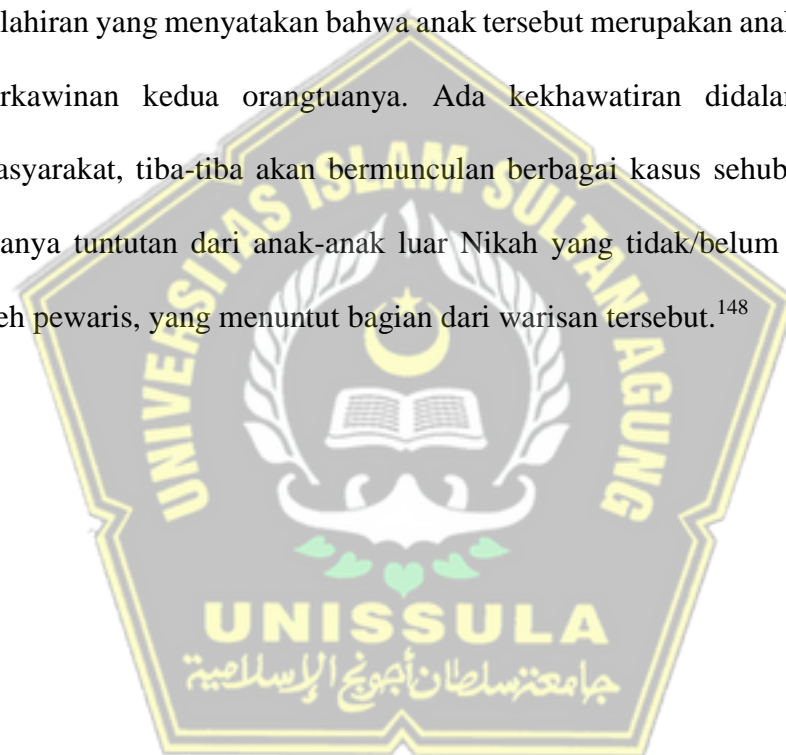 lahiran yang menyatakan bahwa anak tersebut merupakan anal
rkawinan kedua orangtuanya. Ada kekhawatiran didalar
asyarakat, tiba-tiba akan bermunculan berbagai kasus sehub
anya tuntutan dari anak-anak luar Nikah yang tidak/belum
eh pewaris, yang menuntut bagian dari warisan tersebut.148
UNIVERSITAS ISLAM SULTAN AGUNG
UNISSULA
جامعة سلطان أجونج الإسلامية